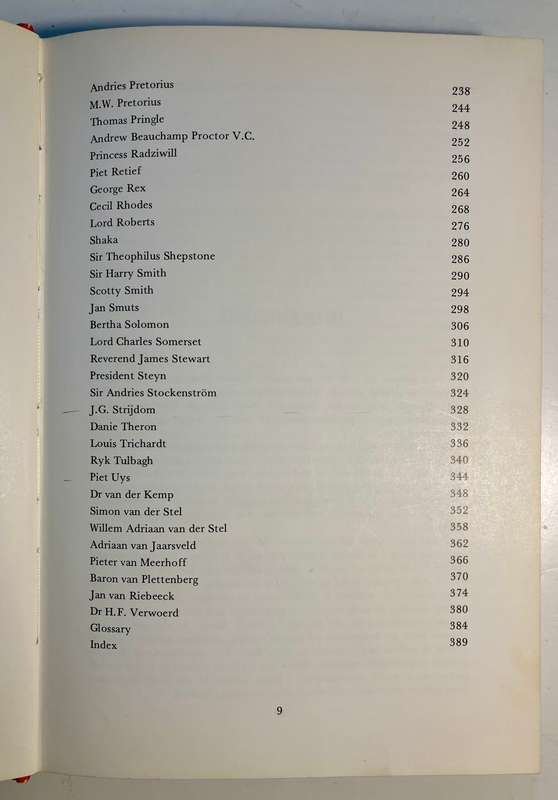 Andries Pretorius 238
M.W. Pretorius 244
Thomas Pringle 248
Andrew Beauchamp Proctor V.C. 252
Princess Radziwill 256
Piet Retief 260
George Rex 264
Cecil Rhodes 268
Lord Roberts 276
Shaka 280
Sir Theophilus Shepstone 286
Sir Harry Smith 290
Scotty Smith 294
Jan Smuts 298
Bertha Solomon 306
Lord Charles Somerset 310
Reverend James Stewart 316
President Steyn 320
Sir Andries Stockenström 324
J.G. Strijdom 328
Danie Theron 332
Louis Trichardt 336
Ryk Tulbagh 340
Piet Uys 344
Dr van der Kemp 348
Simon van der Stel 352
Willem Adriaan van der Stel 358
Adriaan van Jaarsveld 362
Pieter van Meerhoff 366
Baron van Plettenberg 370
Jan van Riebeeck 374
Dr H.F. Verwoerd 380
Glossary 384
Index 389
9